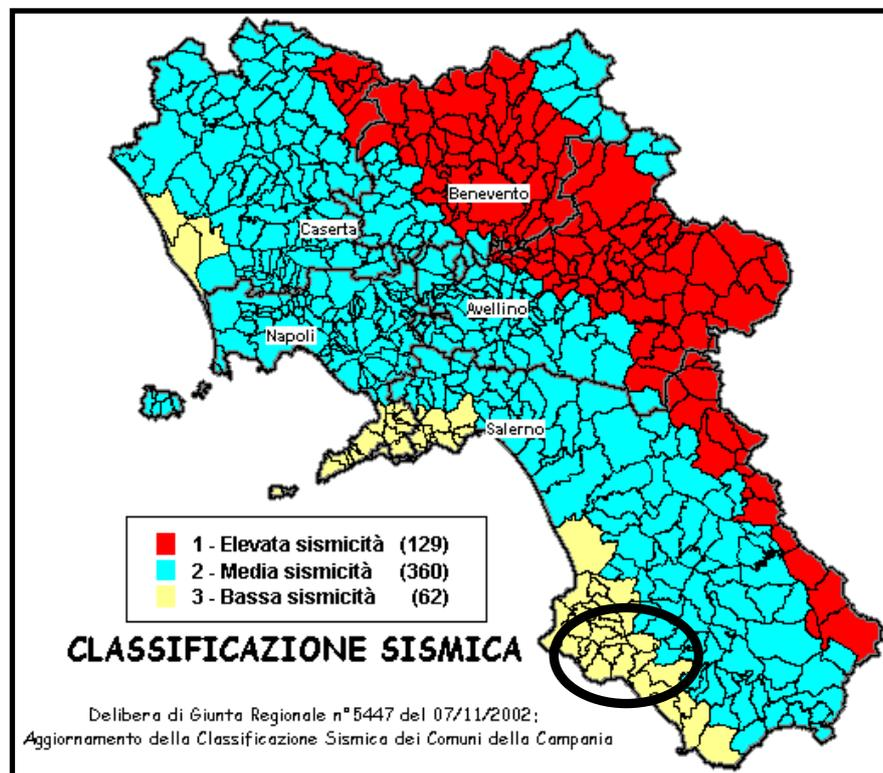 Benevento
Caserta
Avellino
Napoli
Salerno
1 - Elevata sismicità (129)
2 - Media sismicità (360)
3 - Bassa sismicità (62)
CLASSIFICAZIONE SISMICA
Delibera di Giunta Regionale n°5447 del 07/11/2002;
Aggiornamento della Classificazione Sismica dei Comuni della Campania